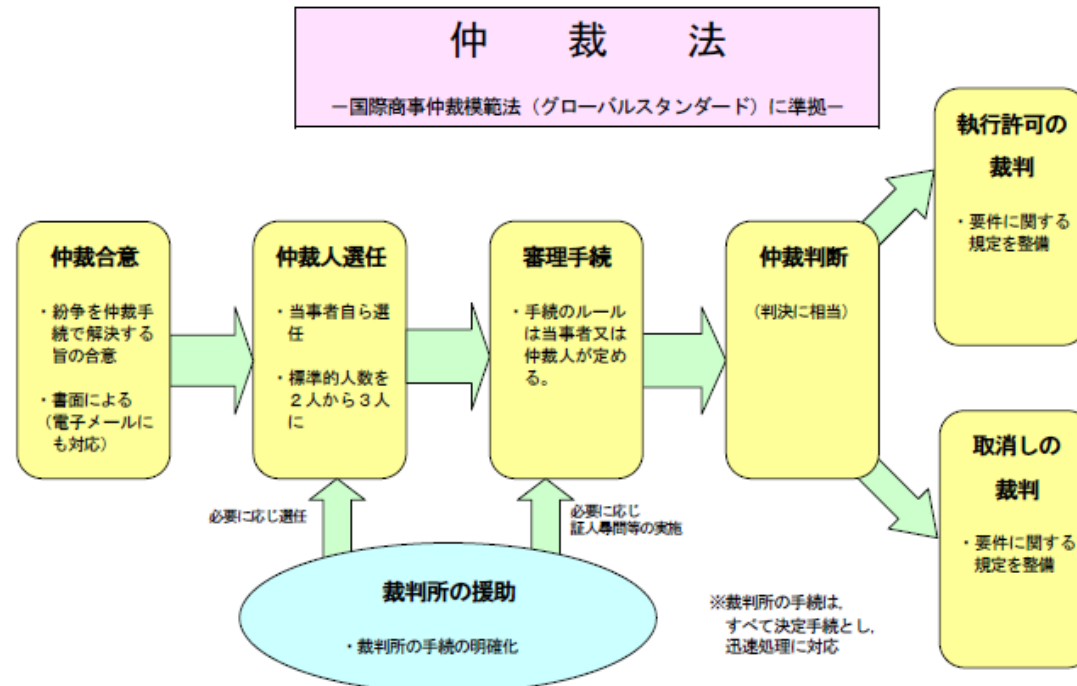 仲 裁 法
－国際商事仲裁模範法（グローバルスタンダード）に準拠－
仲裁合意
・紛争を仲裁手
続で解決する
旨の合意
・書面による
（電子メールに
も対応）
仲裁人選任
・当事者自ら選
任
・標準的人数を
２人から３人
に
審理手続
・手続のルール
は当事者又は
仲裁人が定め
る。
仲裁判断
（判決に相当）
執行許可の
裁判
・要件に関する
規定を整備
取消しの
裁判
・要件に関する
規定を整備
必要に応じ選任
必要に応じ
証人尋問等の実施
裁判所の援助
・裁判所の手続の明確化
※裁判所の手続は，
すべて決定手続とし，
迅速処理に対応